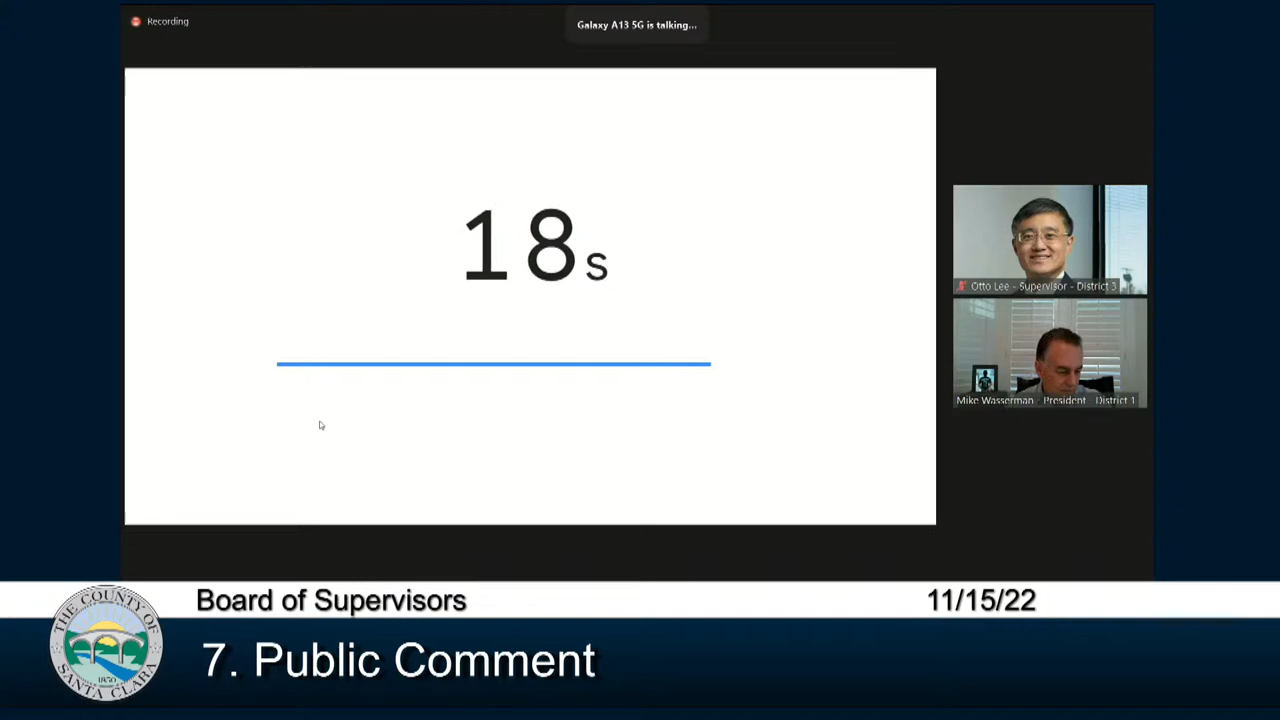 Recording
Galaxy A13 5G is talking...
18s
Otto Lee - Supervisor - District 3
Mike Wasserman - President - District 1
Board of Supervisors
11/15/22
7. Public Comment
THE COUNTY OF
SANTA CLARA
1850